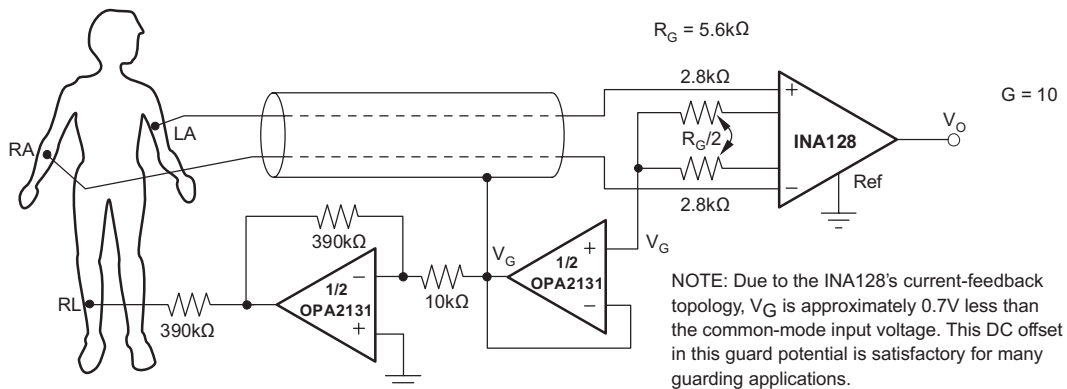 R_G = 5.6kΩ
2.8kΩ
G = 10
+
LA
V_O
RA
R_G/2
INA128
Ref
–
2.8kΩ
390kΩ
V_G
+
V_G
1/2
OPA2131
–
–
1/2
OPA2131
+
10kΩ
RL
390kΩ
NOTE: Due to the INA128's current-feedback
topology, V_G is approximately 0.7V less than
the common-mode input voltage. This DC offset
in this guard potential is satisfactory for many
guarding applications.